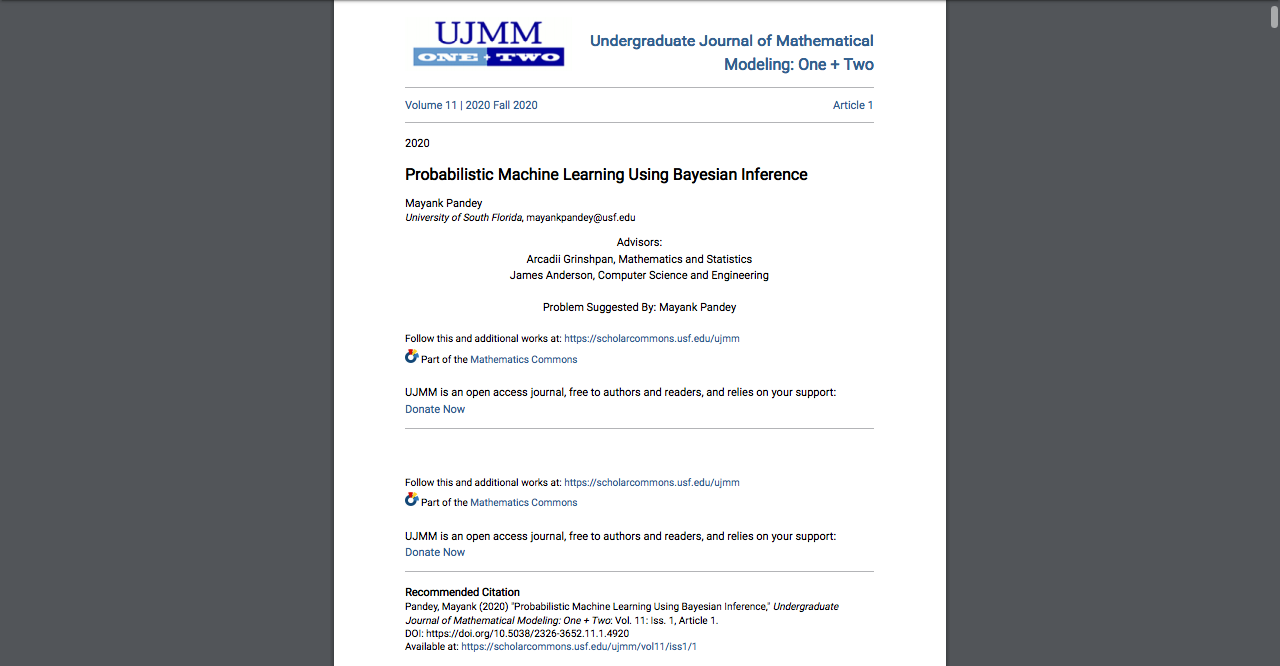 UJMM
ONE + TWO
Undergraduate Journal of Mathematical
Modeling: One + Two
Volume 11 | 2020 Fall 2020
Article 1
2020
Probabilistic Machine Learning Using Bayesian Inference
Mayank Pandey
University of South Florida, mayankpandey@usf.edu
Advisors:
Arcadii Grinshpan, Mathematics and Statistics
James Anderson, Computer Science and Engineering
Problem Suggested By: Mayank Pandey
Follow this and additional works at: https://scholarcommons.usf.edu/ujmm
Part of the Mathematics Commons
UJMM is an open access journal, free to authors and readers, and relies on your support:
Donate Now
Follow this and additional works at: https://scholarcommons.usf.edu/ujmm
Part of the Mathematics Commons
UJMM is an open access journal, free to authors and readers, and relies on your support:
Donate Now
Recommended Citation
Pandey, Mayank (2020) "Probabilistic Machine Learning Using Bayesian Inference," Undergraduate
Journal of Mathematical Modeling: One + Two: Vol. 11: Iss. 1, Article 1.
DOI: https://doi.org/10.5038/2326-3652.11.1.4920
Available at: https://scholarcommons.usf.edu/ujmm/vol11/iss1/1